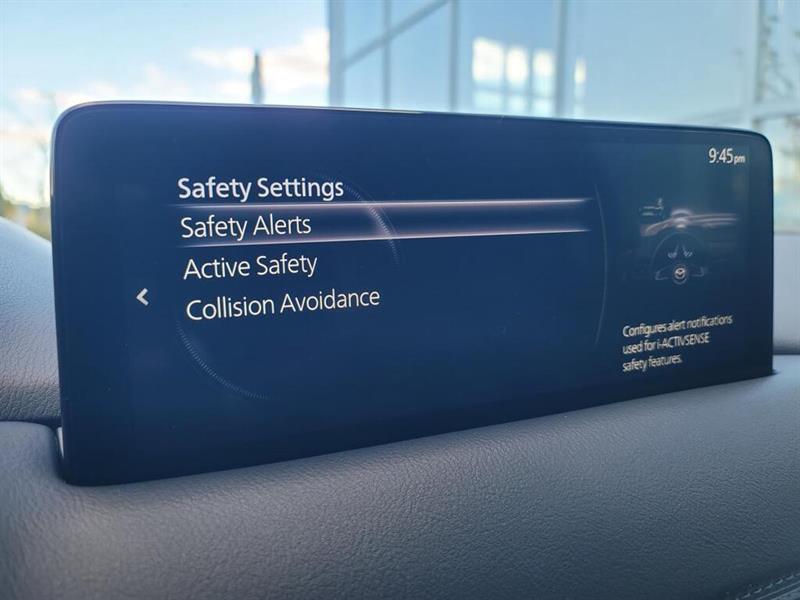 9:45pm
Safety Settings
Safety Alerts
Active Safety
Collision Avoidance
Configures alert notifications
used for i-ACTIVSENSE
safety features.